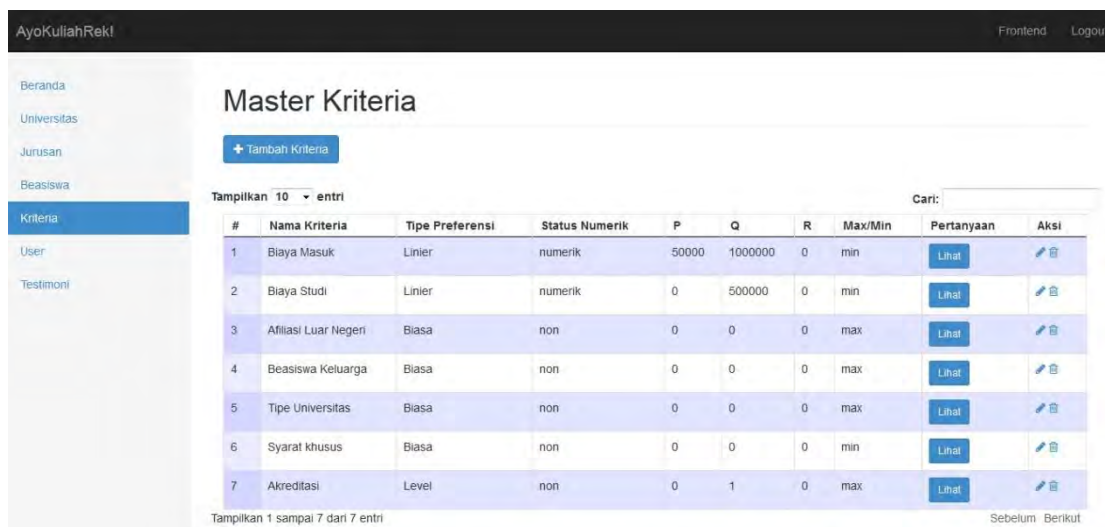 AyoKuliahRek! Frontend Logou
Beranda
Universitas
Jurusan
Beasiswa
Kriteria
User
Testimoni
Master Kriteria
+ Tambah Kriteria
Tampilkan 10 entri Cari:
# Nama Kriteria Tipe Preferensi Status Numerik P Q R Max/Min Pertanyaan Aksi
1 Biaya Masuk Linier numerik 50000 1000000 0 min Lihat
2 Biaya Studi Linier numerik 0 500000 0 min Lihat
3 Afiliasi Luar Negeri Biasa non 0 0 0 max Lihat
4 Beasiswa Keluarga Biasa non 0 0 0 max Lihat
5 Tipe Universitas Biasa non 0 0 0 max Lihat
6 Syarat khusus Biasa non 0 0 0 min Lihat
7 Akreditasi Level non 0 1 0 max Lihat
Tampilkan 1 sampai 7 dari 7 entri Sebelum Berikut